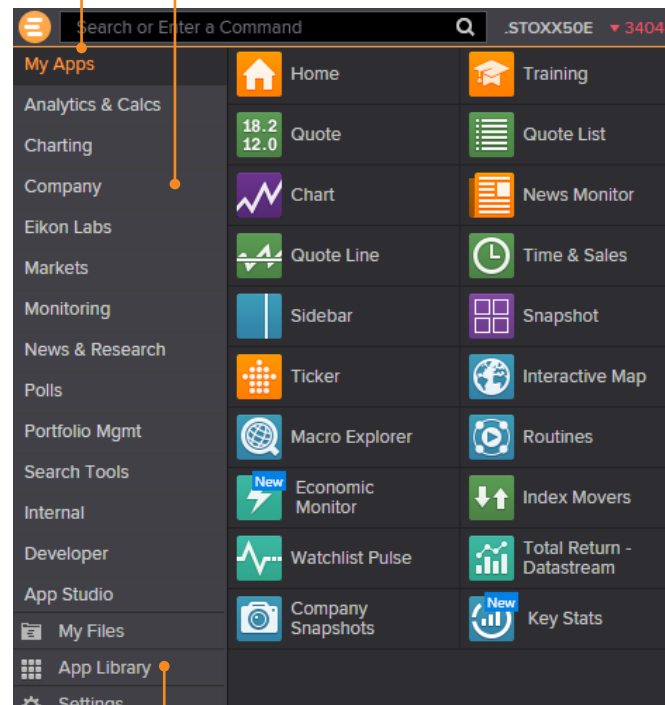 Search or Enter a Command
.STOXX50E ▼ 3404
My Apps
Analytics & Calcs
Charting
Company
Eikon Labs
Markets
Monitoring
News & Research
Polls
Portfolio Mgmt
Search Tools
Internal
Developer
App Studio
My Files
App Library
Settings
Home
Training
18.2
12.0
Quote
Quote List
Chart
News Monitor
Quote Line
Time & Sales
Sidebar
Snapshot
Ticker
Interactive Map
Macro Explorer
Routines
New
Economic
Monitor
Index Movers
Watchlist Pulse
Total Return -
Datastream
Company
Snapshots
New
Key Stats